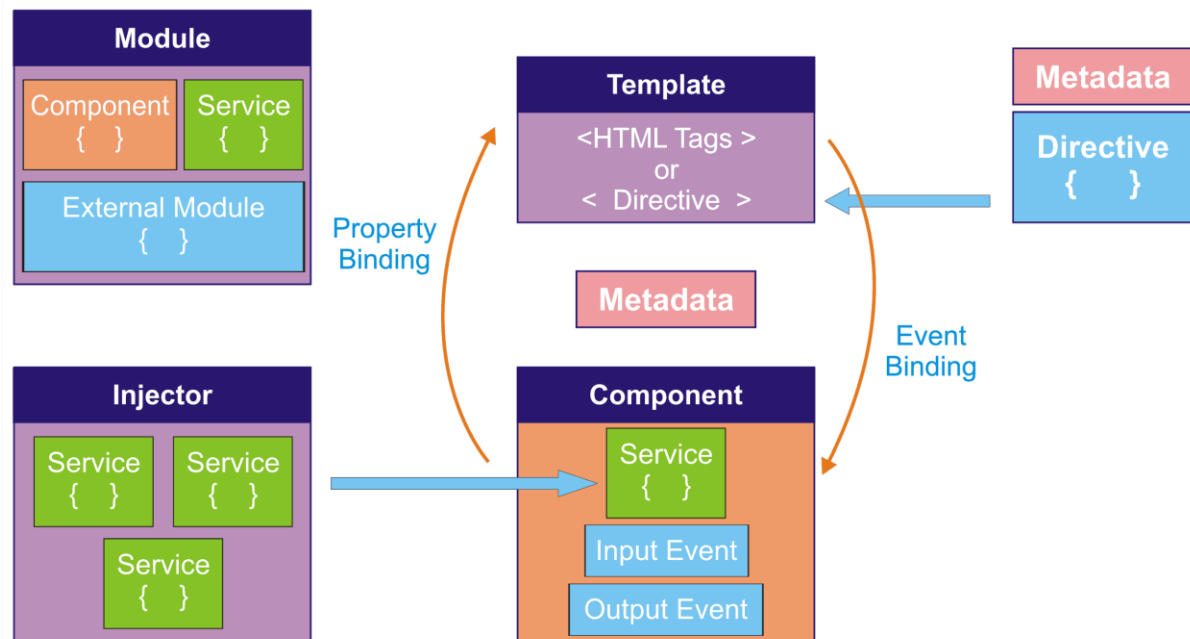 Module
Component
{ }
Service
{ }
External Module
{ }
Template
<HTML Tags >
or
< Directive >
Metadata
Directive
{ }
Property
Binding
Metadata
Event
Binding
Injector
Service
{ }
Service
{ }
Service
{ }
Component
Service
{ }
Input Event
Output Event